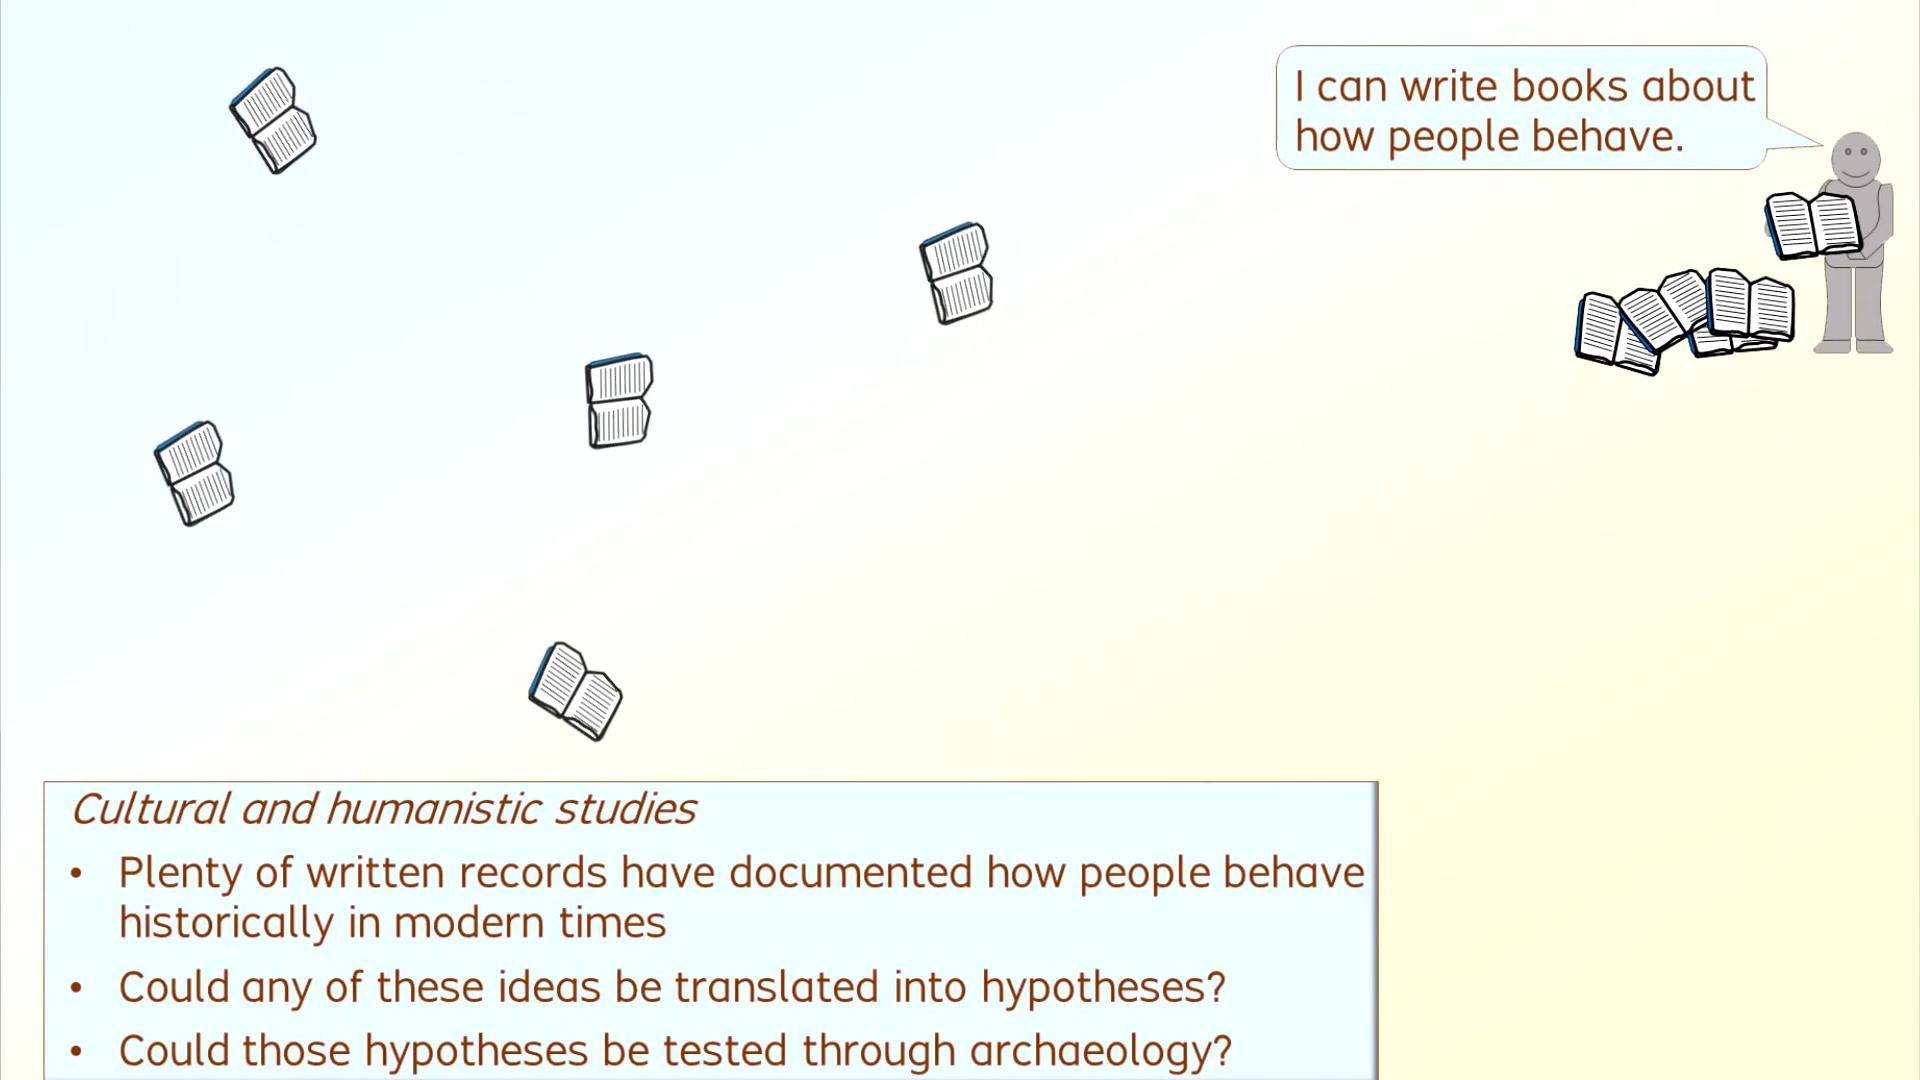 I can write books about
how people behave.
Cultural and humanistic studies
• Plenty of written records have documented how people behave
historically in modern times
• Could any of these ideas be translated into hypotheses?
• Could those hypotheses be tested through archaeology?